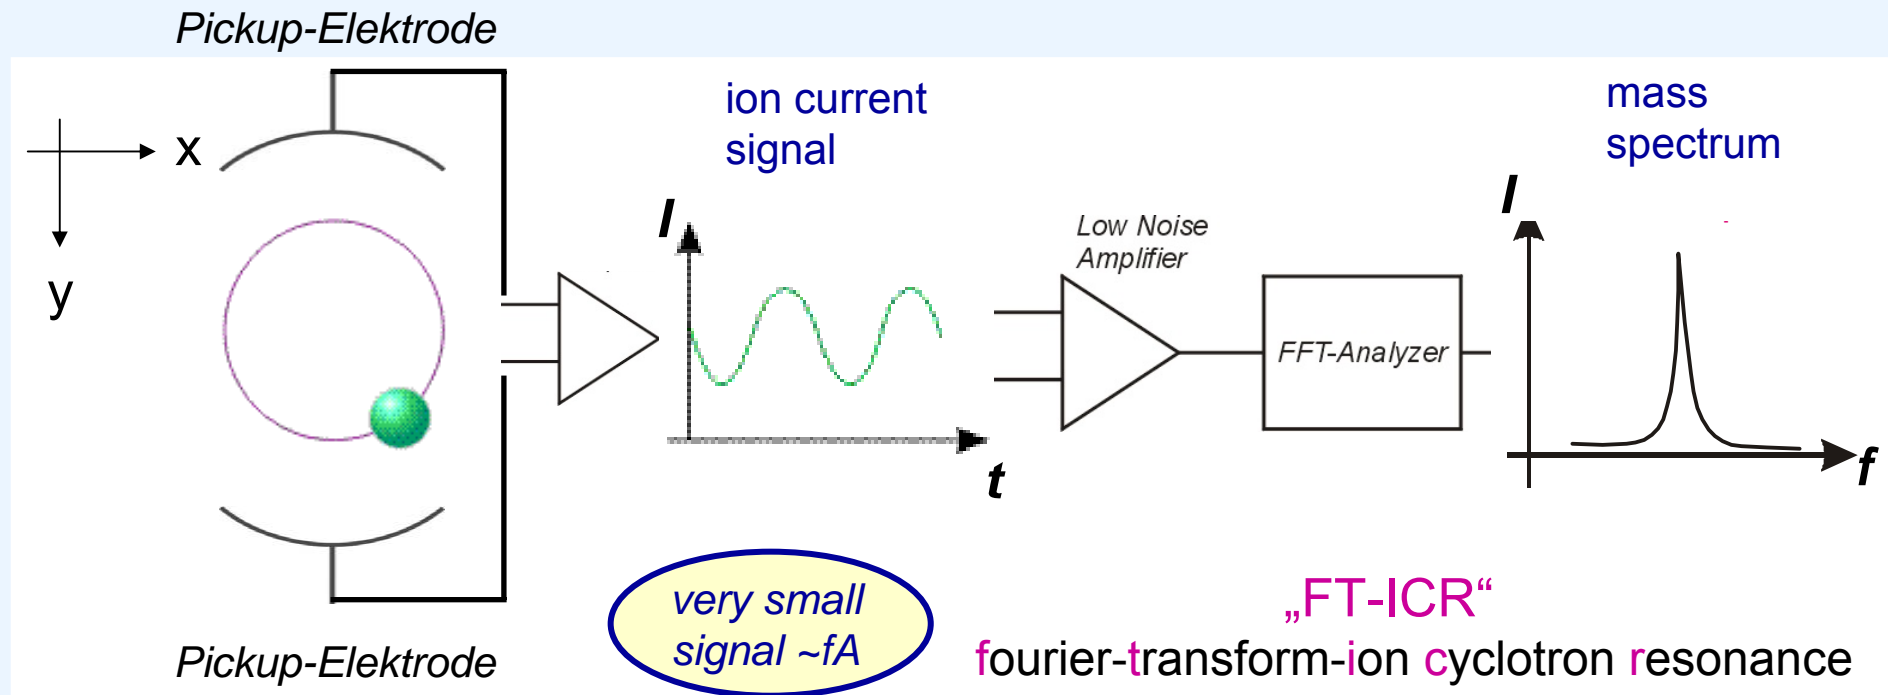 Pickup-Elektrode
x
y
ion current
signal
I
t
Low Noise
Amplifier
FFT-Analyzer
mass
spectrum
I
f
very small
signal ~fA
„FT-ICR“
fourier-transform-ion cyclotron resonance
Pickup-Elektrode